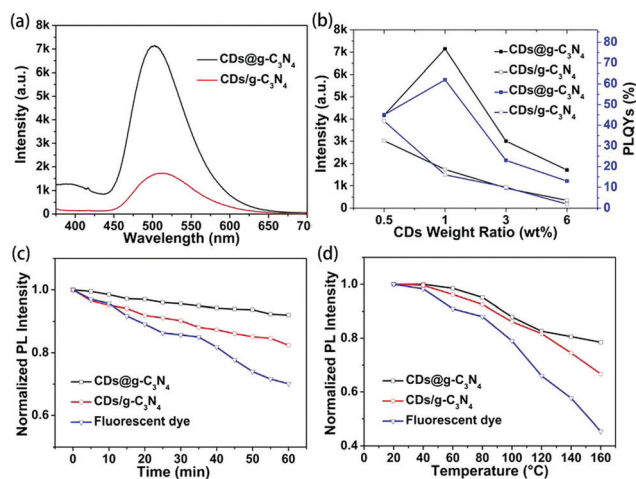 (a)
8k
7k
6k
5k
4k
3k
2k
1k
0
Intensity (a.u.)
CDs@g-C₃N₄
CDs/g-C₃N₄
400 450 500 550 600 650 700
Wavelength (nm)
(b)
8k
7k
6k
5k
4k
3k
2k
1k
0
Intensity (a.u.)
CDs@g-C₃N₄
CDs/g-C₃N₄
CDs@g-C₃N₄
CDs/g-C₃N₄
80
70
60
50
40
30
20
10
0
PLQYs (%)
0.5 1 3 6
CDs Weight Ratio (wt%)
(c)
1.0
0.8
0.6
Normalized PL Intensity
CDs@g-C₃N₄
CDs/g-C₃N₄
Fluorescent dye
0 10 20 30 40 50 60
Time (min)
(d)
1.0
0.8
0.6
0.4
Normalized PL Intensity
CDs@g-C₃N₄
CDs/g-C₃N₄
Fluorescent dye
0 20 40 60 80 100 120 140 160
Temperature (°C)